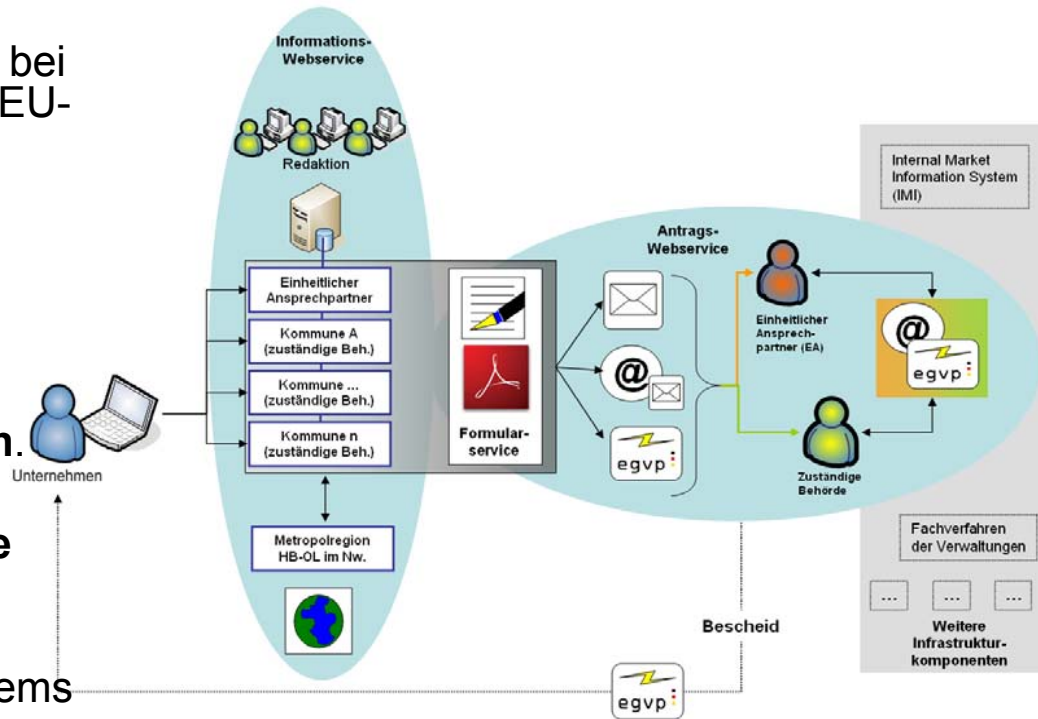 bei
EU-
n.
e
ems
Informations-
Webservice
Redaktion
Einheitlicher
Ansprechpartner
Kommune A
(zuständige Beh.)
Kommune ...
(zuständige Beh.)
Kommune n
(zuständige Beh.)
Metropolregion
HB-OL im Nw.
Unternehmen
Formular-
service
@
egvp
Antrags-
Webservice
Einheitlicher
Ansprech-
partner (EA)
Zuständige
Behörde
@
egvp
Internal Market
Information System
(IMI)
Fachverfahren
der Verwaltungen
... ... ...
Weitere
Infrastruktur-
komponenten
Bescheid
egvp